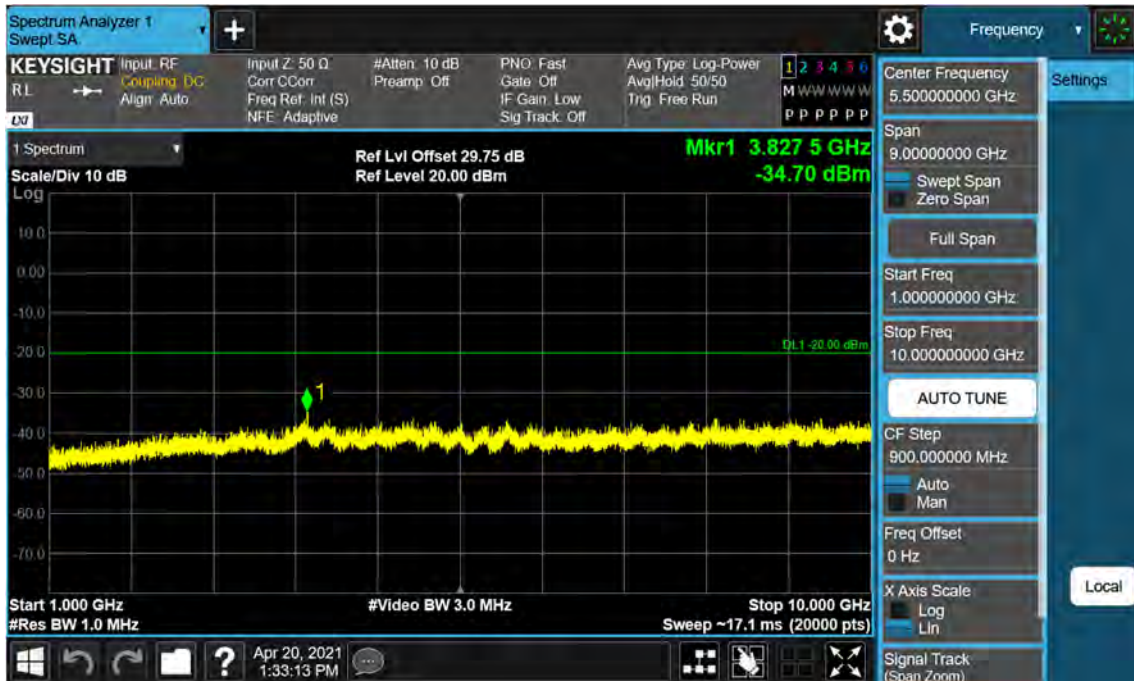 Spectrum Analyzer 1
Swept SA
Frequency
KEYSIGHT
RL
LXI
Input: RF
Coupling: DC
Align: Auto
Input Z: 50 Ω
Corr CCorr
Freq Ref: Int (S)
NFE: Adaptive
#Atten: 10 dB
Preamp: Off
PNO: Fast
Gate: Off
IF Gain: Low
Sig Track: Off
Avg Type: Log-Power
Avg|Hold: 50/50
Trig: Free Run
1 2 3 4 5 6
M W W W W W
P P P P P P
1 Spectrum
Scale/Div 10 dB
Ref Lvl Offset 29.75 dB
Ref Level 20.00 dBm
Mkr1 3.827 5 GHz
-34.70 dBm
Log
10.0
0.00
-10.0
-20.0
DL1 -20.00 dBm
-30.0
1
-40.0
-50.0
-60.0
-70.0
Start 1.000 GHz
#Video BW 3.0 MHz
Stop 10.000 GHz
#Res BW 1.0 MHz
Sweep ~17.1 ms (20000 pts)
Apr 20, 2021
1:33:13 PM
Center Frequency
5.500000000 GHz
Settings
Span
9.00000000 GHz
Swept Span
Zero Span
Full Span
Start Freq
1.000000000 GHz
Stop Freq
10.000000000 GHz
AUTO TUNE
CF Step
900.000000 MHz
Auto
Man
Freq Offset
0 Hz
X Axis Scale
Log
Lin
Local
Signal Track
(Span Zoom)